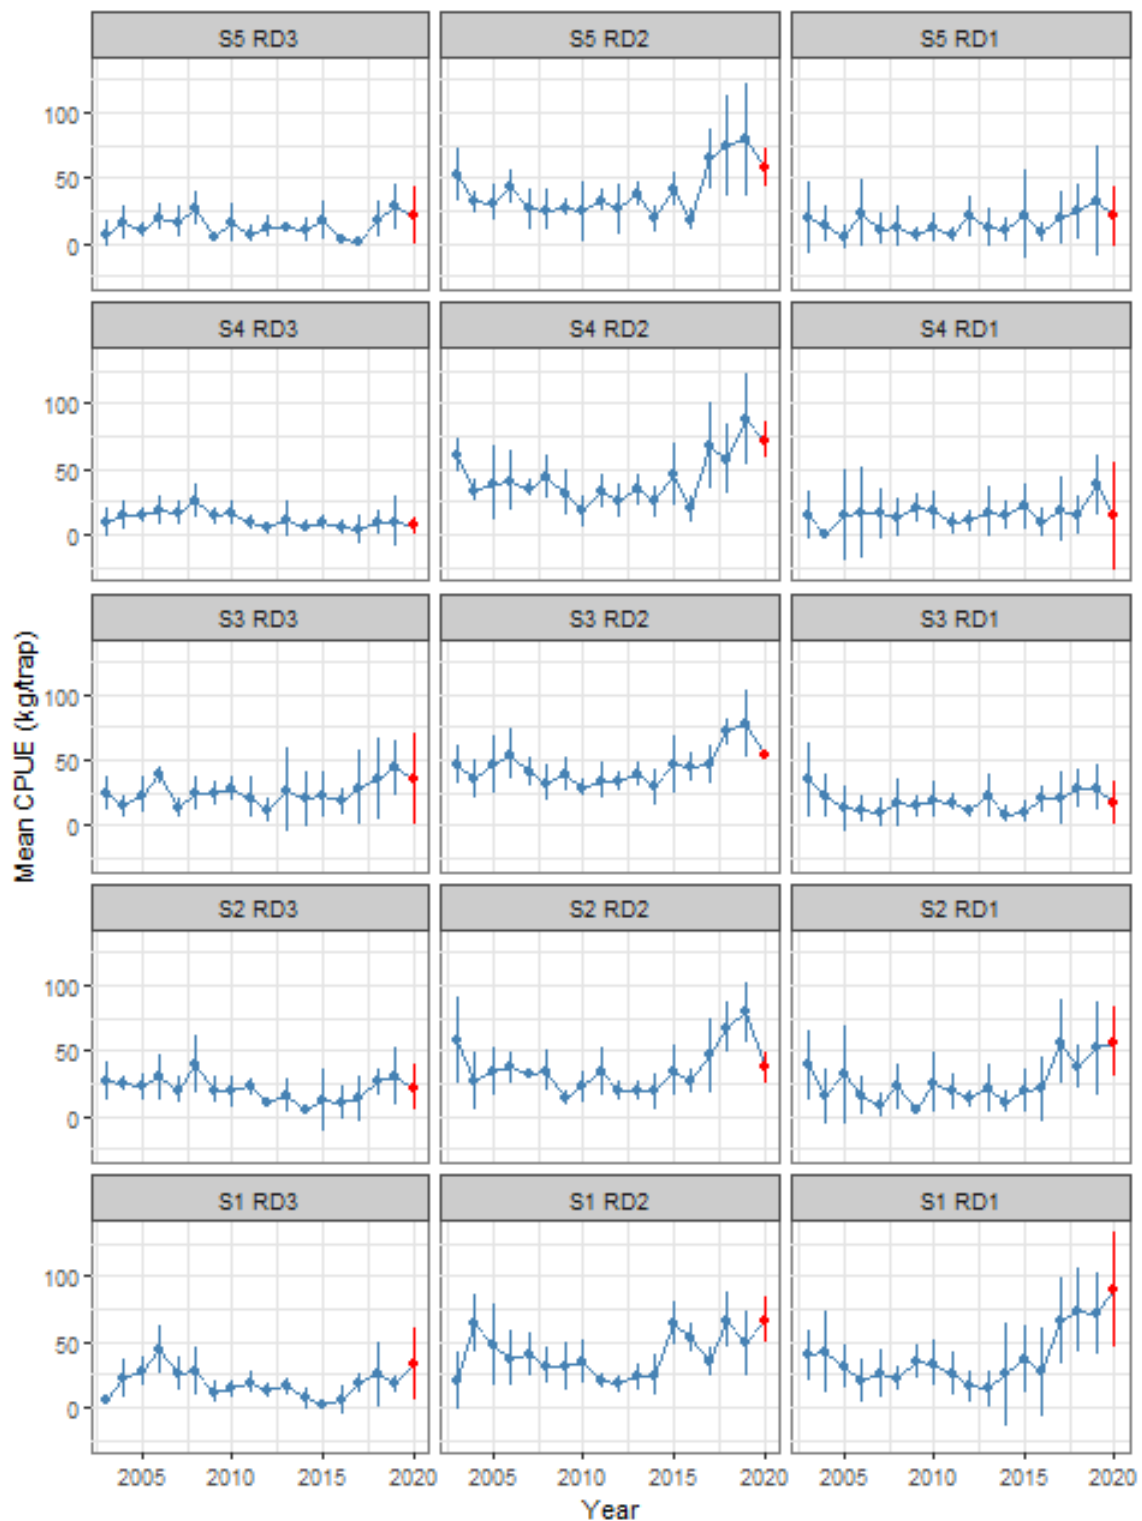 S5 RD3 S5 RD2 S5 RD1
100
50
0
S4 RD3 S4 RD2 S4 RD1
100
50
0
S3 RD3 S3 RD2 S3 RD1
100
50
0
Mean CPUE (kg/trap)
S2 RD3 S2 RD2 S2 RD1
100
50
0
S1 RD3 S1 RD2 S1 RD1
100
50
0
2005 2010 2015 2020 2005 2010 2015 2020 2005 2010 2015 2020
Year